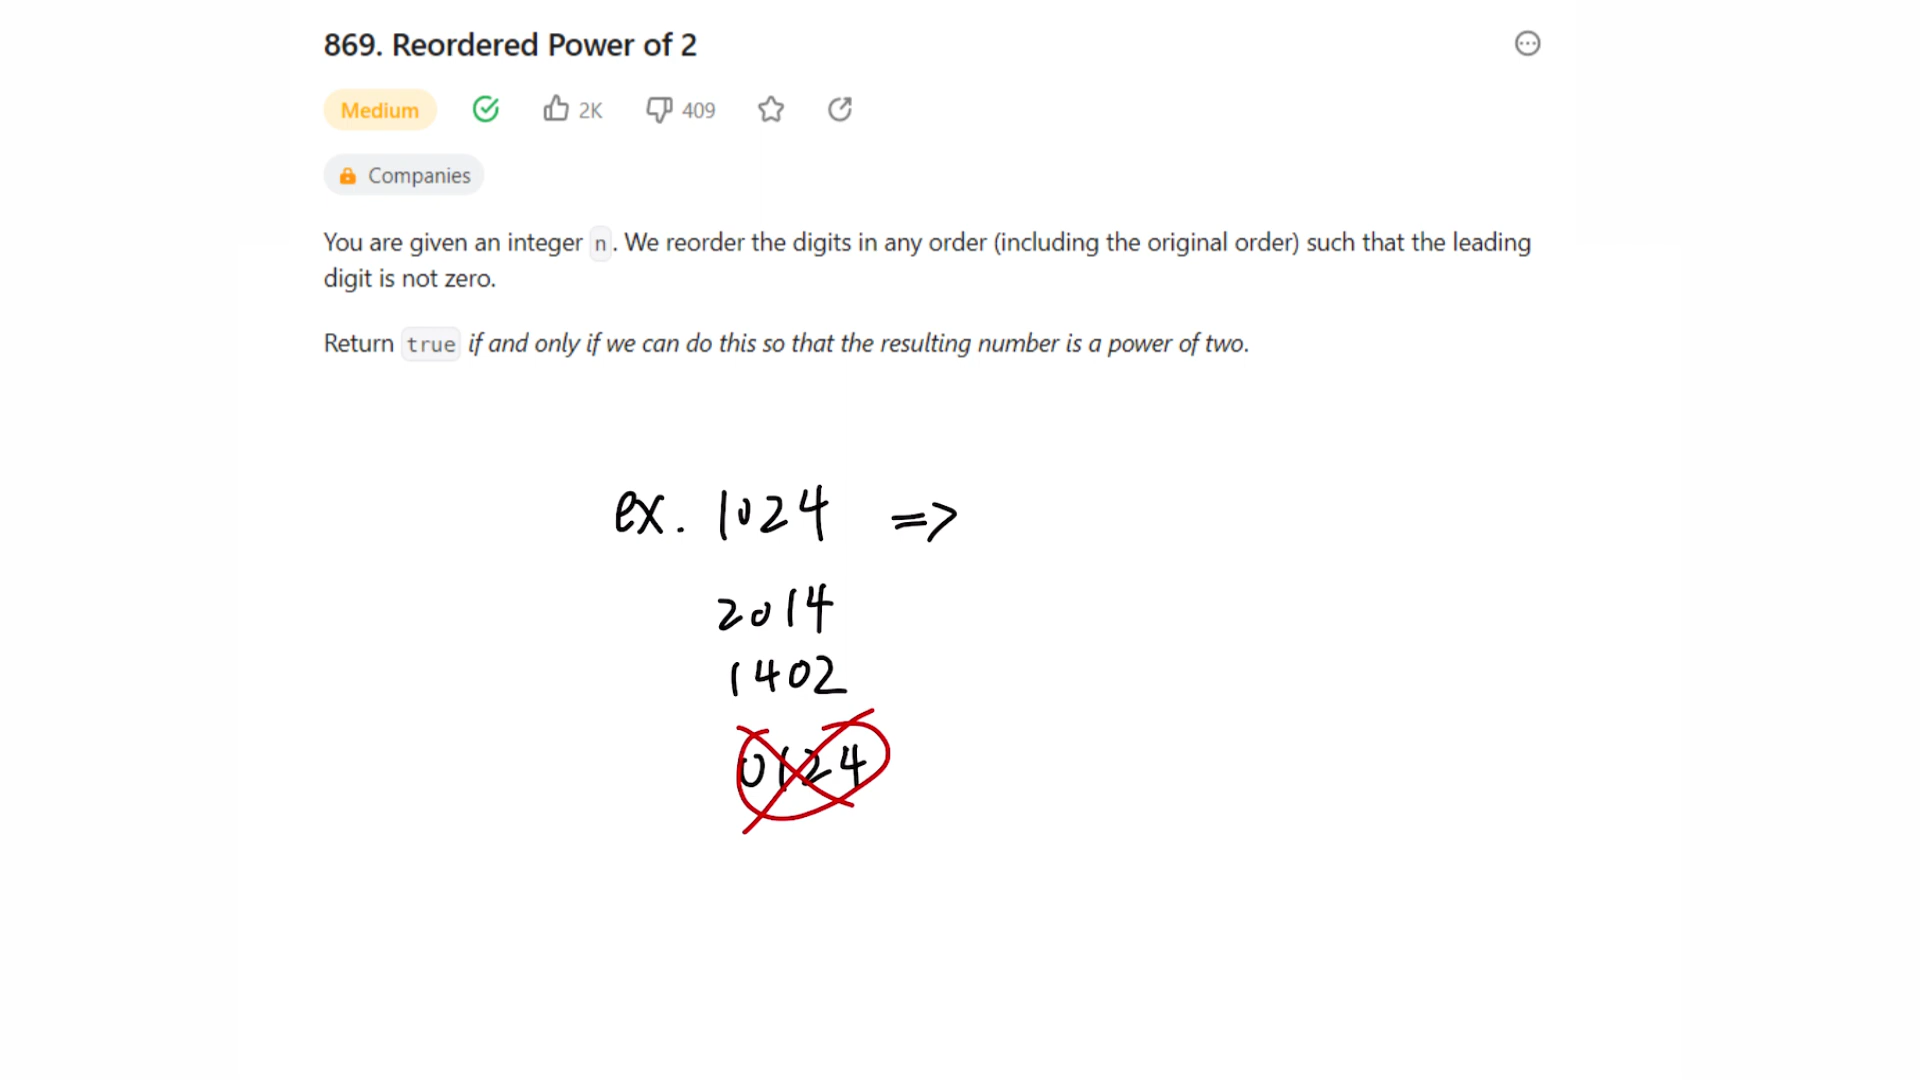 869. Reordered Power of 2
Medium 2K 409
Companies
You are given an integer n. We reorder the digits in any order (including the original order) such that the leading
digit is not zero.
Return true if and only if we can do this so that the resulting number is a power of two.
ex. 1024 =>
2014
1402
0124